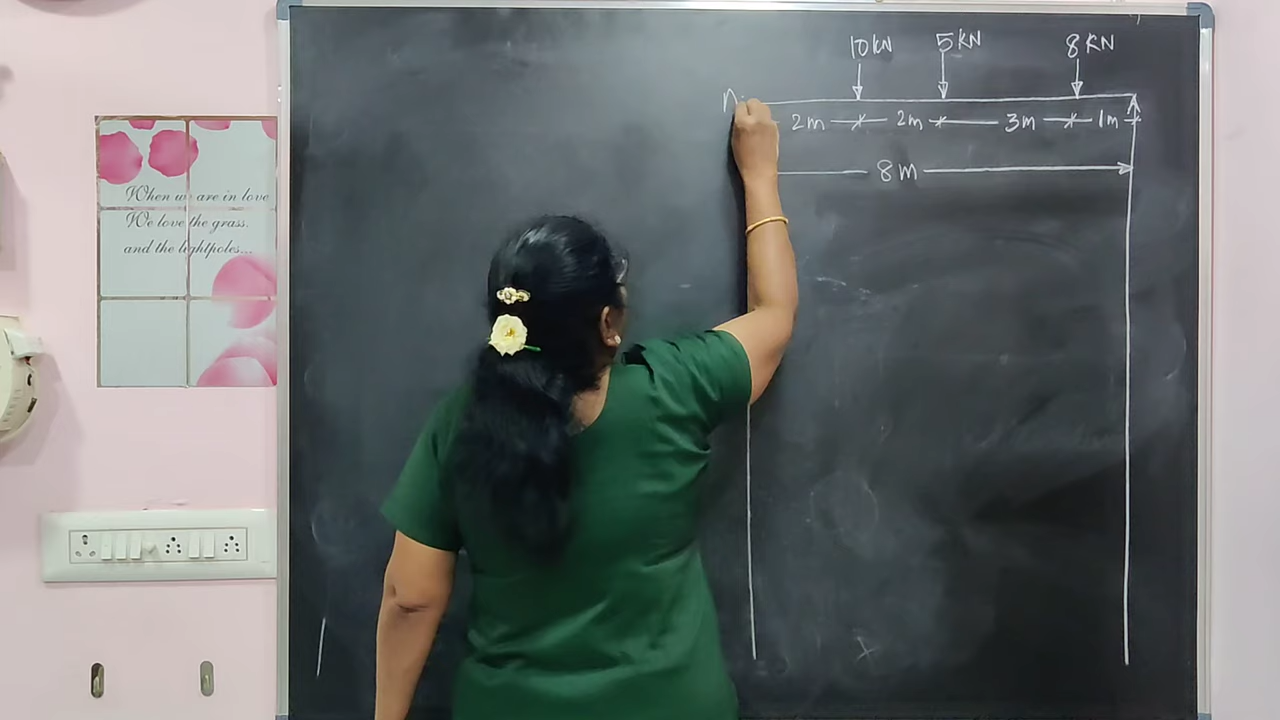 10KN 5KN 8KN
2m 2m 3m 1m
8m
When we are in love
We love the grass.
and the lightpoles...